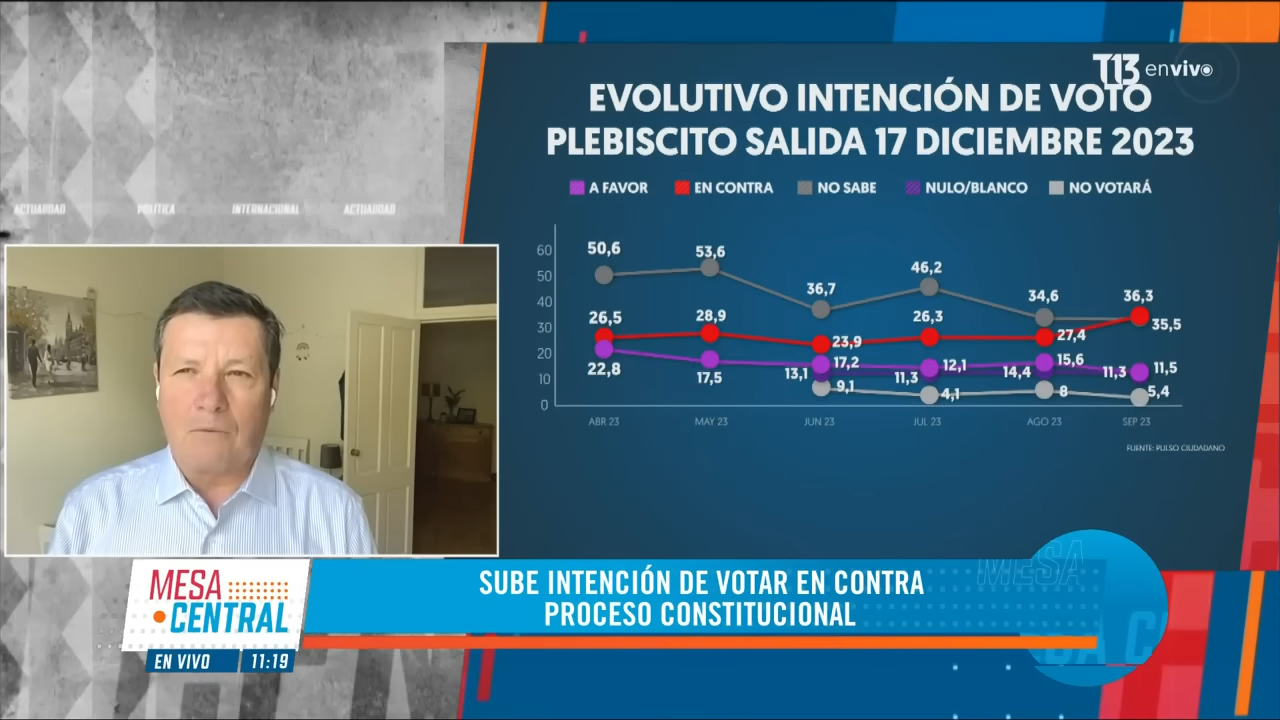 T13 envivo
EVOLUTIVO INTENCIÓN DE VOTO
PLEBISCITO SALIDA 17 DICIEMBRE 2023
A FAVOR EN CONTRA NO SABE NULO/BLANCO NO VOTARÁ
ACTUALIDAD POLÍTICA INTERNACIONAL ACTUALIDAD
60
50
40
30
20
10
0
50,6 53,6 36,7 46,2 34,6 36,3
26,5 28,9 23,9 26,3 27,4 35,5
22,8 17,5 17,2 12,1 15,6 11,5
13,1 11,3 14,4 11,3
9,1 4,1 8 5,4
ABR 23 MAY 23 JUN 23 JUL 23 AGO 23 SEP 23
FUENTE: PULSO CIUDADANO
MESA
CENTRAL
SUBE INTENCIÓN DE VOTAR EN CONTRA
PROCESO CONSTITUCIONAL
EN VIVO 11:19
MESA